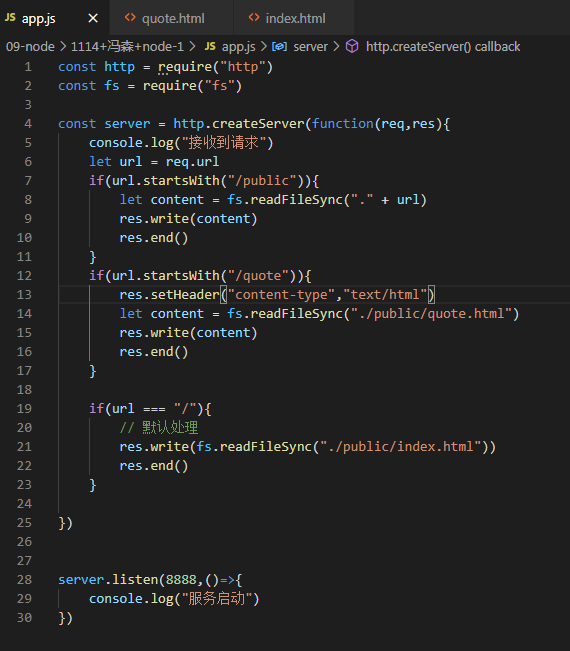 JS app.js × <> quote.html <> index.html
09-node > 1114+冯森+node-1 > JS app.js > server > http.createServer() callback
1 const http = require("http")
2 const fs = require("fs")
3
4 const server = http.createServer(function(req,res){
5     console.log("接收到请求")
6     let url = req.url
7     if(url.startsWith("/public")){
8         let content = fs.readFileSync("." + url)
9         res.write(content)
10         res.end()
11     }
12     if(url.startsWith("/quote")){
13         res.setHeader("content-type","text/html")
14         let content = fs.readFileSync("./public/quote.html")
15         res.write(content)
16         res.end()
17     }
18
19     if(url === "/"){
20         // 默认处理
21         res.write(fs.readFileSync("./public/index.html"))
22         res.end()
23     }
24
25 })
26
27
28 server.listen(8888,()=>{
29     console.log("服务启动")
30 })